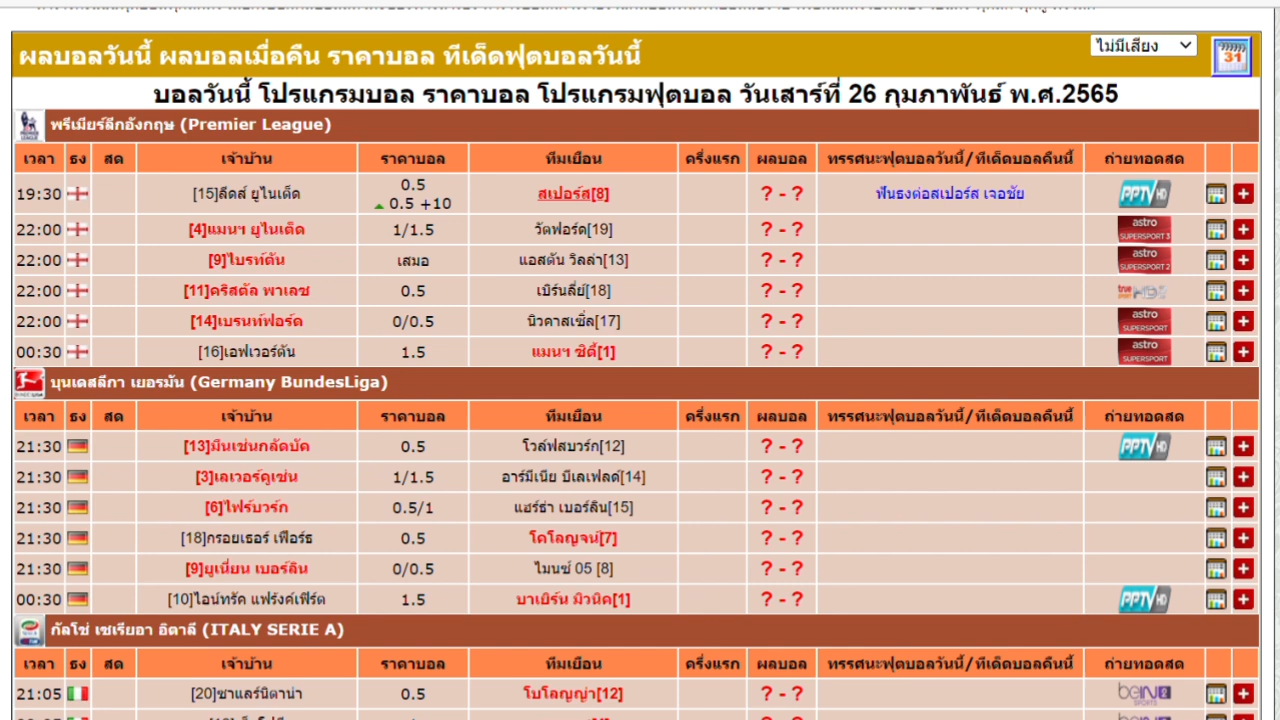 ผลบอลวันนี้ ผลบอลเมื่อคืน ราคาบอล ทีเด็ดฟุตบอลวันนี้ ไม่มีเสียง 31
บอลวันนี้ โปรแกรมบอล ราคาบอล โปรแกรมฟุตบอล วันเสาร์ที่ 26 กุมภาพันธ์ พ.ศ.2565
พรีเมียร์ลีกอังกฤษ (Premier League)
เวลา ธง สด เจ้าบ้าน ราคาบอล ทีมเยือน ครึ่งแรก ผลบอล ทรรศนะฟุตบอลวันนี้/ทีเด็ดบอลคืนนี้ ถ่ายทอดสด
19:30 [15]ลีดส์ ยูไนเต็ด 0.5 สเปอร์ส[8] ? - ? ฟันธงต่อสเปอร์ส เจอชัย PPTV HD
0.5 +10
22:00 [4]แมนฯ ยูไนเต็ด 1/1.5 วัตฟอร์ด[19] ? - ? astro SUPERSPORT 3
22:00 [9]ไบรท์ตัน เสมอ แอสตัน วิลล่า[13] ? - ? astro SUPERSPORT 2
22:00 [11]คริสตัล พาเลซ 0.5 เบิร์นลี่ย์[18] ? - ? true
22:00 [14]เบรนท์ฟอร์ด 0/0.5 นิวคาสเซิ่ล[17] ? - ? astro SUPERSPORT
00:30 [16]เอฟเวอร์ตัน 1.5 แมนฯ ซิตี้[1] ? - ? astro SUPERSPORT
บุนเดสลีกา เยอรมัน (Germany BundesLiga)
เวลา ธง สด เจ้าบ้าน ราคาบอล ทีมเยือน ครึ่งแรก ผลบอล ทรรศนะฟุตบอลวันนี้/ทีเด็ดบอลคืนนี้ ถ่ายทอดสด
21:30 [13]มึนเช่นกลัดบัค 0.5 โวล์ฟสบวร์ก[12] ? - ? PPTV HD
21:30 [3]เลเวอร์คูเซ่น 1/1.5 อาร์มีเนีย บีเลเฟลด์[14] ? - ?
21:30 [6]ไฟร์บวร์ก 0.5/1 แฮร์ธ่า เบอร์ลิน[15] ? - ?
21:30 [18]กรอยเธอร์ เฟือร์ธ 0.5 โคโลญจน์[7] ? - ?
21:30 [9]ยูเนี่ยน เบอร์ลิน 0/0.5 ไมนซ์ 05 [8] ? - ?
00:30 [10]ไอน์ทรัค แฟร้งค์เฟิร์ต 1.5 บาเยิร์น มิวนิค[1] ? - ? PPTV HD
กัลโช่ เซเรียอา อิตาลี (ITALY SERIE A)
เวลา ธง สด เจ้าบ้าน ราคาบอล ทีมเยือน ครึ่งแรก ผลบอล ทรรศนะฟุตบอลวันนี้/ทีเด็ดบอลคืนนี้ ถ่ายทอดสด
21:05 [20]ซาแลร์นิตาน่า 0.5 โบโลญญ่า[12] ? - ? beIN SPORTS 2